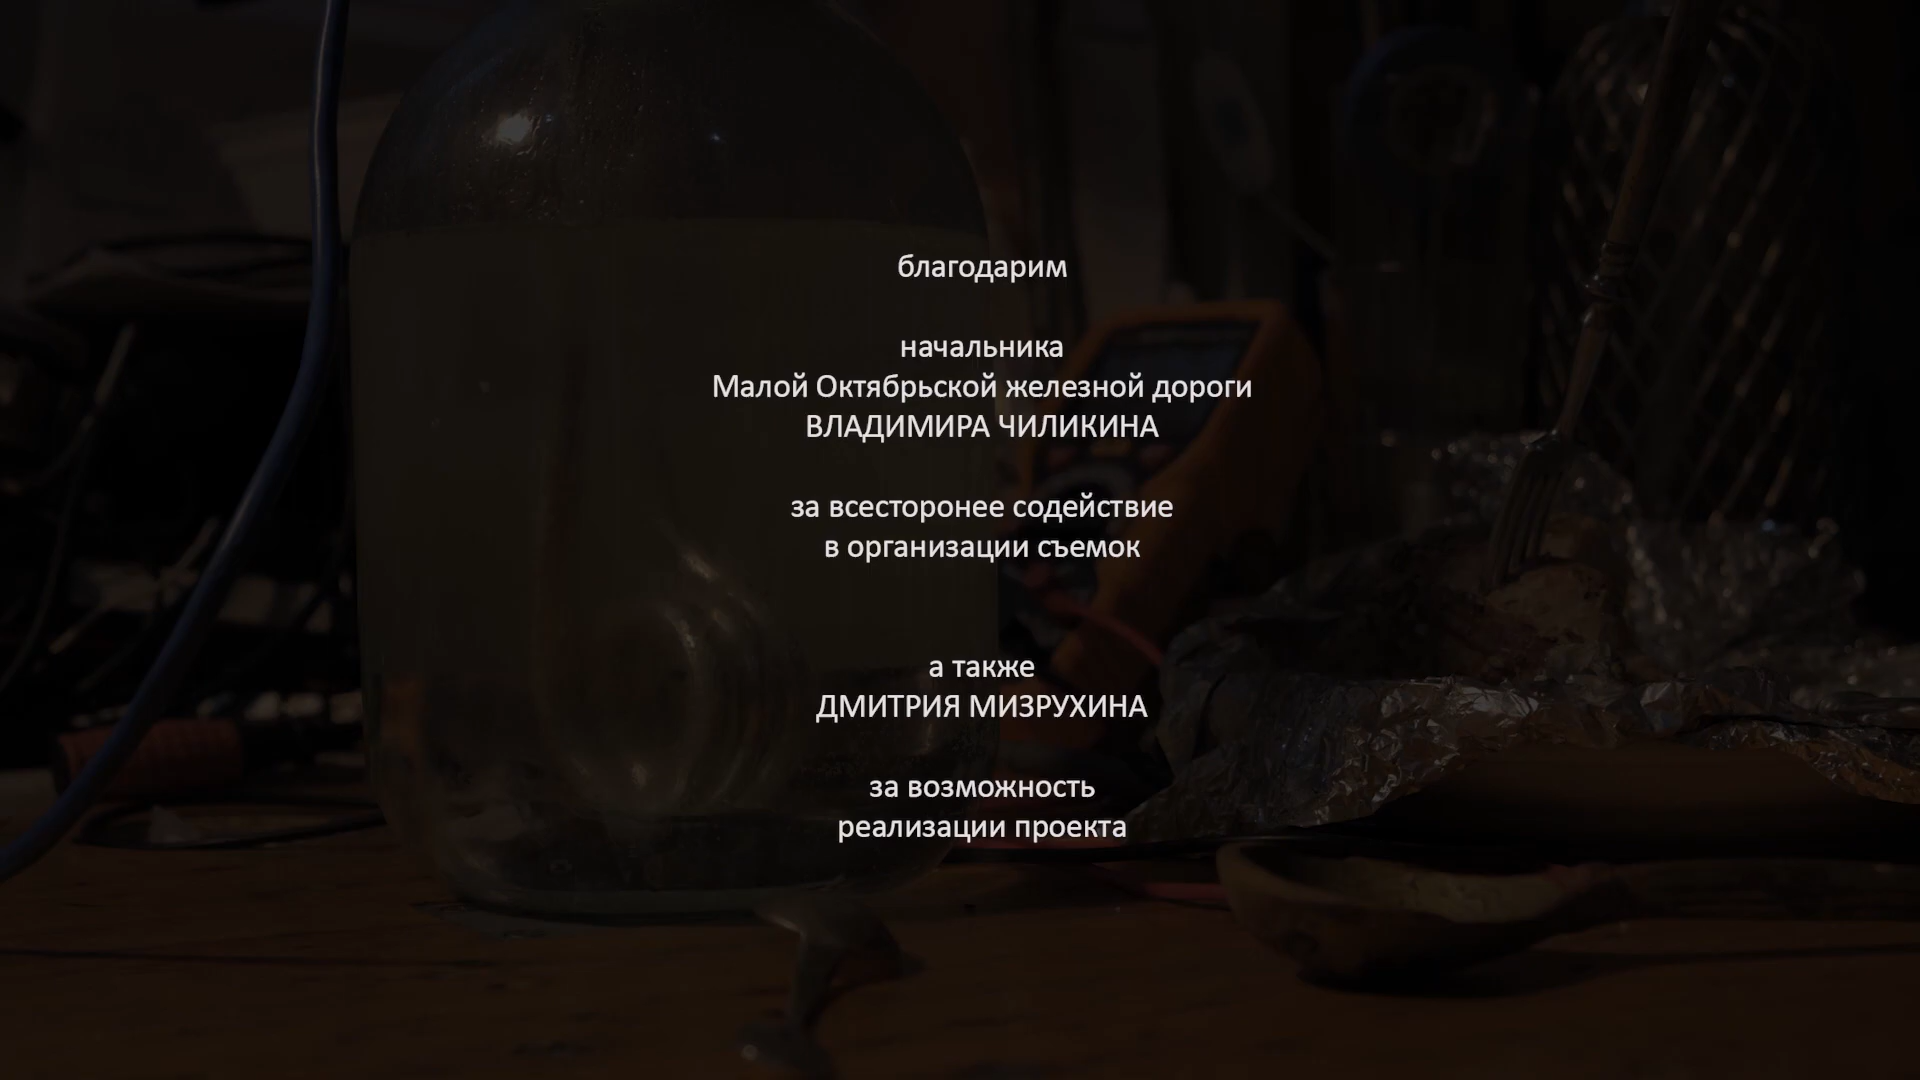 благодарим
начальника
Малой Октябрьской железной дороги
ВЛАДИМИРА ЧИЛИКИНА
за всесторонее содействие
в организации съемок
а также
ДМИТРИЯ МИЗРУХИНА
за возможность
реализации проекта